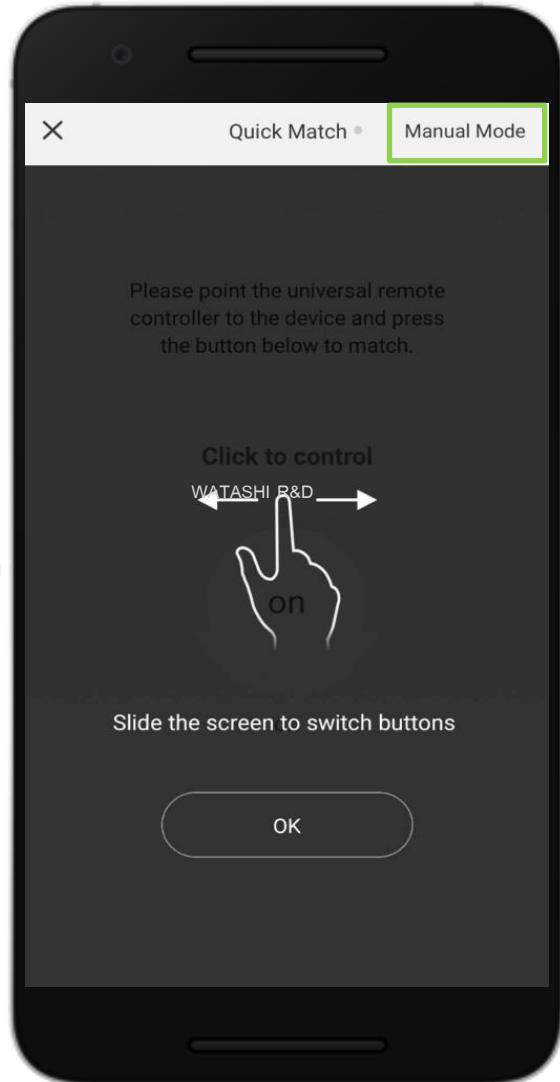 Quick Match
Manual Mode
Please point the universal remote
controller to the device and press
the button below to match.
Click to control
WATASHI R&D
on
Slide the screen to switch buttons
OK